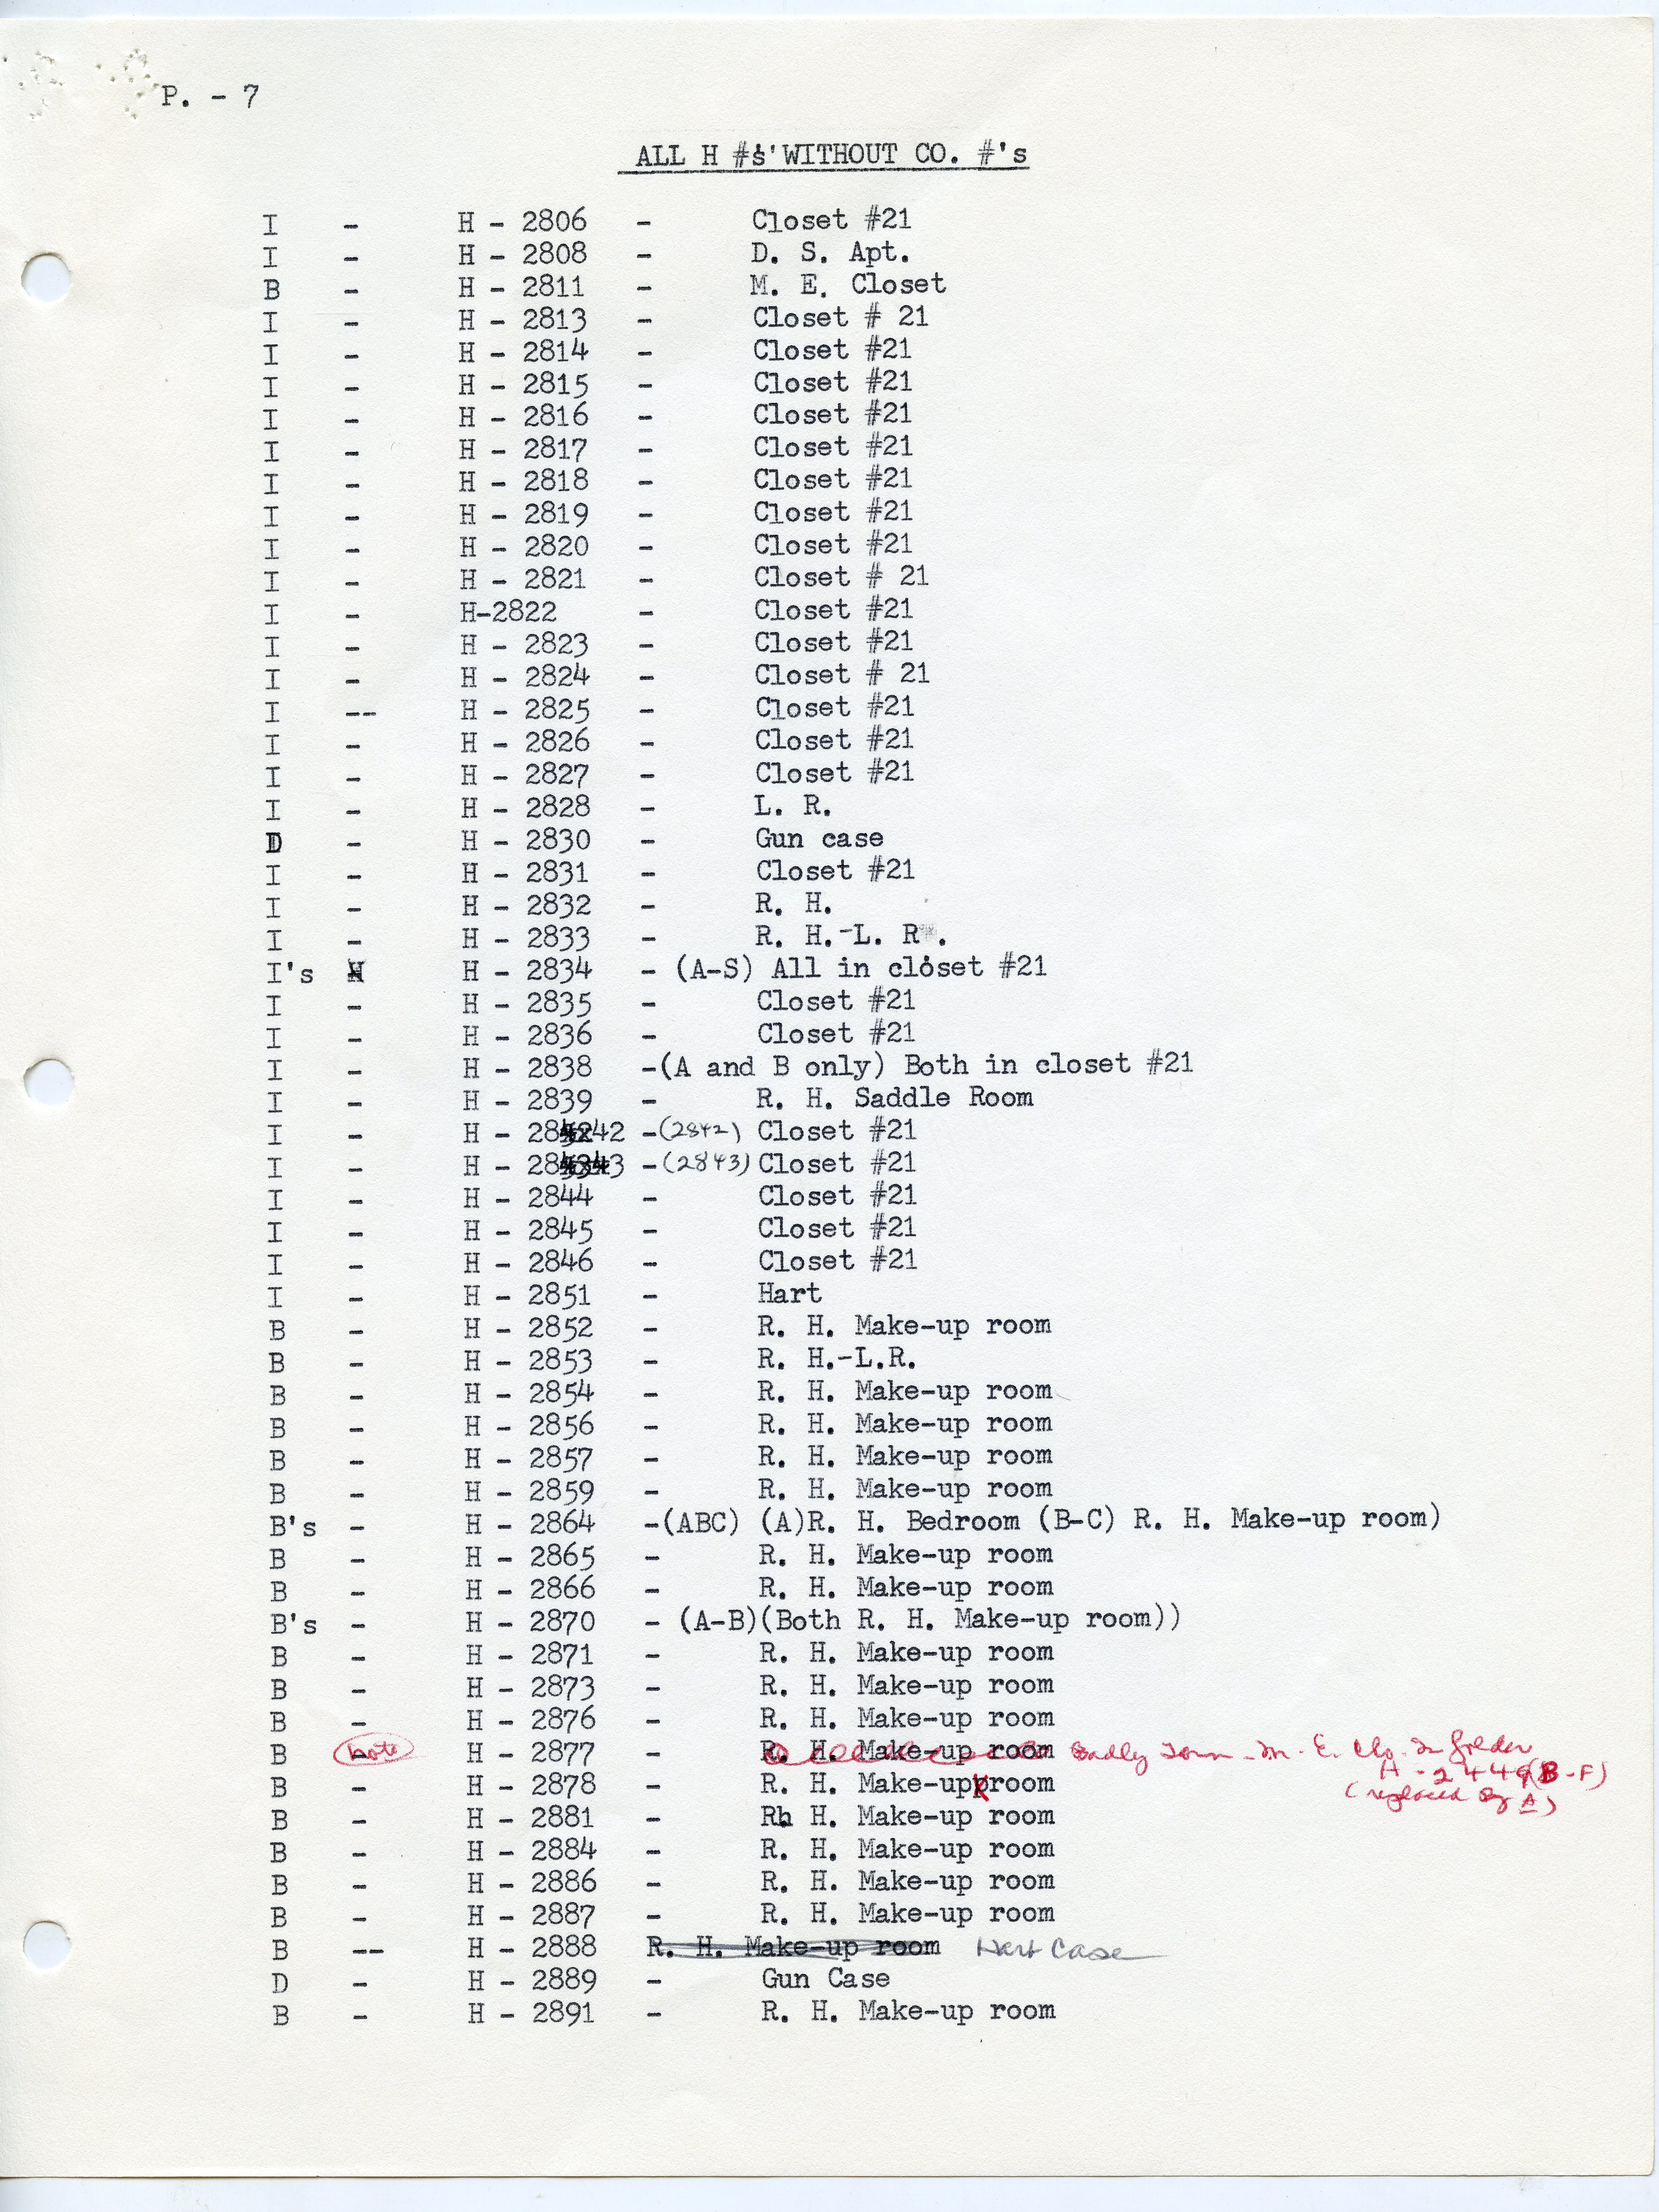 P. - 7
ALL H #s' WITHOUT CO. #'s
I - H - 2806 - Closet #21
I - H - 2808 - D. S. Apt.
B - H - 2811 - M. E. Closet
I - H - 2813 - Closet # 21
I - H - 2814 - Closet #21
I - H - 2815 - Closet #21
I - H - 2816 - Closet #21
I - H - 2817 - Closet #21
I - H - 2818 - Closet #21
I - H - 2819 - Closet #21
I - H - 2820 - Closet #21
I - H - 2821 - Closet # 21
I - H-2822 - Closet #21
I - H - 2823 - Closet #21
I - H - 2824 - Closet # 21
I -- H - 2825 - Closet #21
I - H - 2826 - Closet #21
I - H - 2827 - Closet #21
I - H - 2828 - L. R.
D - H - 2830 - Gun case
I - H - 2831 - Closet #21
I - H - 2832 - R. H.
I - H - 2833 - R. H.-L. R .
I's H H - 2834 - (A-S) All in closet #21
I - H - 2835 - Closet #21
I - H - 2836 - Closet #21
I - H - 2838 -(A and B only) Both in closet #21
I - H - 2839 - R. H. Saddle Room
I - H - 2842 -(2842) Closet #21
I - H - 2843 -(2843) Closet #21
I - H - 2844 - Closet #21
I - H - 2845 - Closet #21
I - H - 2846 - Closet #21
I - H - 2851 - Hart
B - H - 2852 - R. H. Make-up room
B - H - 2853 - R. H.-L.R.
B - H - 2854 - R. H. Make-up room
B - H - 2856 - R. H. Make-up room
B - H - 2857 - R. H. Make-up room
B - H - 2859 - R. H. Make-up room
B's - H - 2864 -(ABC) (A)R. H. Bedroom (B-C) R. H. Make-up room)
B - H - 2865 - R. H. Make-up room
B - H - 2866 - R. H. Make-up room
B's - H - 2870 - (A-B)(Both R. H. Make-up room))
B - H - 2871 - R. H. Make-up room
B - H - 2873 - R. H. Make-up room
B - H - 2876 - R. H. Make-up room
B - note H - 2877 - R. H. Make-up room Badly torn - M. E. Clo. in folder
H - 2449(B-F)
(replaced by A)
B - H - 2878 - R. H. Make-up room
B - H - 2881 - Rh H. Make-up room
B - H - 2884 - R. H. Make-up room
B - H - 2886 - R. H. Make-up room
B - H - 2887 - R. H. Make-up room
B -- H - 2888 R. H. Make-up room Hart Case
D - H - 2889 - Gun Case
B - H - 2891 - R. H. Make-up room